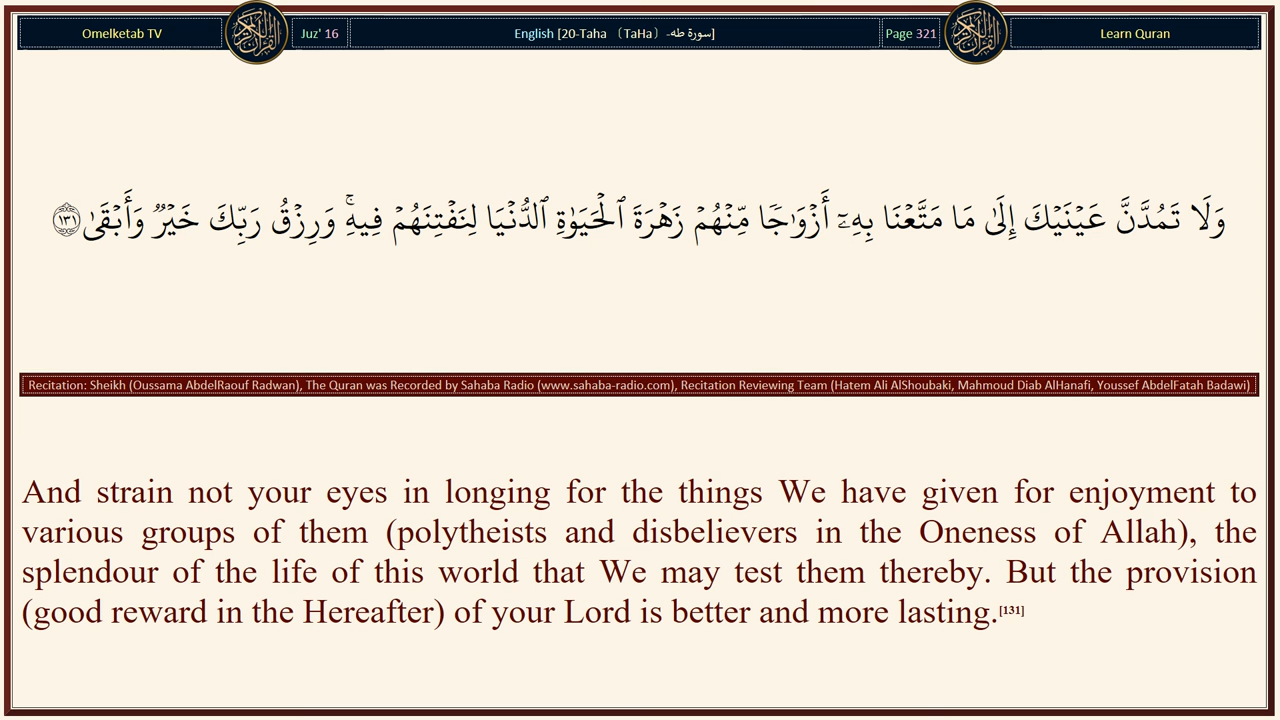 Omelketab TV
Juz' 16
English [20-Taha (TaHa) -سورة طه]
Page 321
Learn Quran
وَلَا تَمُدَّنَّ عَيۡنَيۡكَ إِلَىٰ مَا مَتَّعۡنَا بِهِۦٓ أَزۡوَٰجٗا مِّنۡهُمۡ زَهۡرَةَ ٱلۡحَيَوٰةِ ٱلدُّنۡيَا لِنَفۡتِنَهُمۡ فِيهِۚ وَرِزۡقُ رَبِّكَ خَيۡرٞ وَأَبۡقَىٰ ١٣١
Recitation: Sheikh (Oussama AbdelRaouf Radwan), The Quran was Recorded by Sahaba Radio (www.sahaba-radio.com), Recitation Reviewing Team (Hatem Ali AlShoubaki, Mahmoud Diab AlHanafi, Youssef AbdelFatah Badawi)
And strain not your eyes in longing for the things We have given for enjoyment to
various groups of them (polytheists and disbelievers in the Oneness of Allah), the
splendour of the life of this world that We may test them thereby. But the provision
(good reward in the Hereafter) of your Lord is better and more lasting.[131]